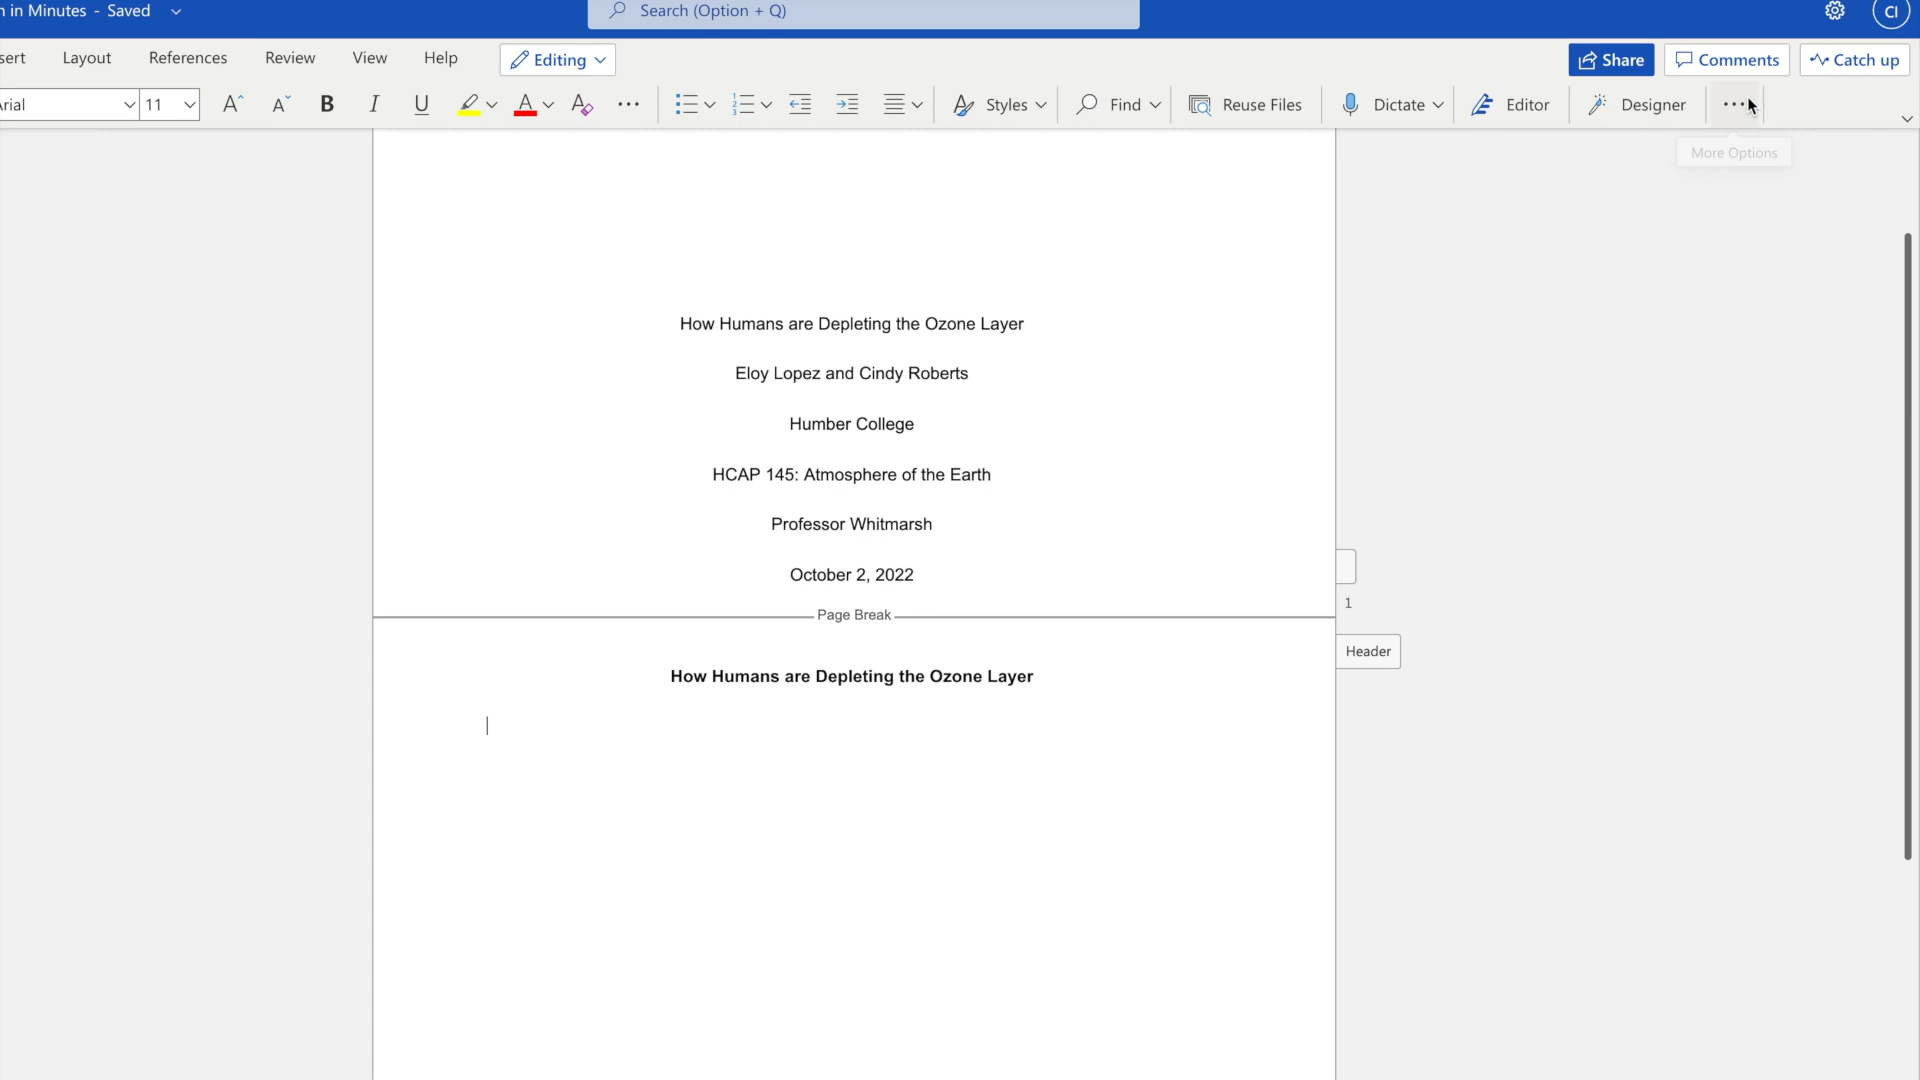 n in Minutes - Saved
Search (Option + Q)
CI
sert Layout References Review View Help Editing Share Comments Catch up
rial 11 Styles Find Reuse Files Dictate Editor Designer
More Options
How Humans are Depleting the Ozone Layer
Eloy Lopez and Cindy Roberts
Humber College
HCAP 145: Atmosphere of the Earth
Professor Whitmarsh
October 2, 2022
1
Page Break
Header
How Humans are Depleting the Ozone Layer